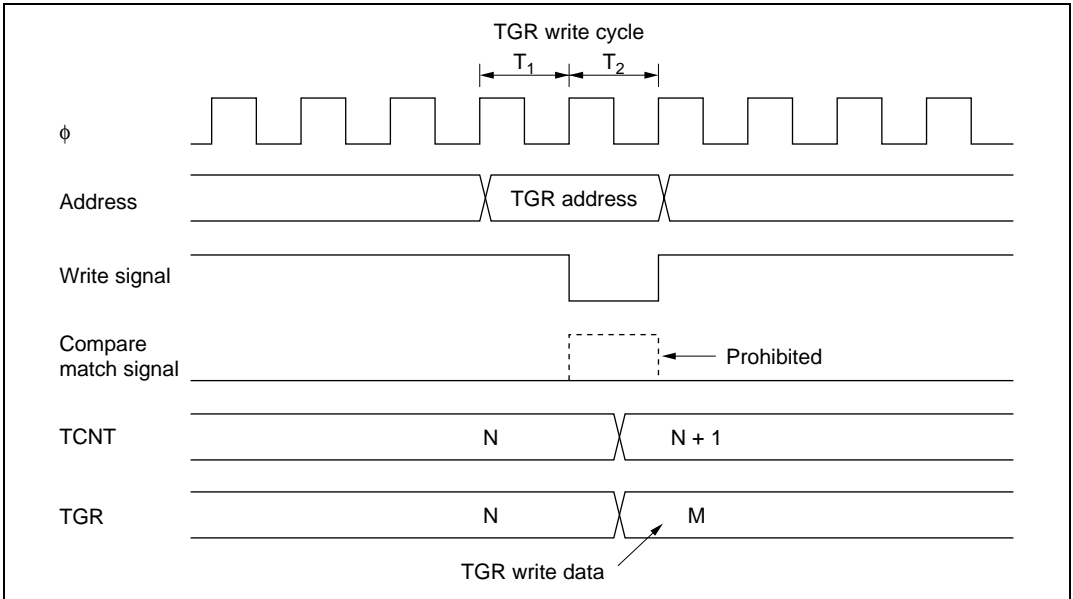 TGR write cycle
T1 T2
ϕ
Address
TGR address
Write signal
Compare
match signal
Prohibited
TCNT
N
N + 1
TGR
N
M
TGR write data